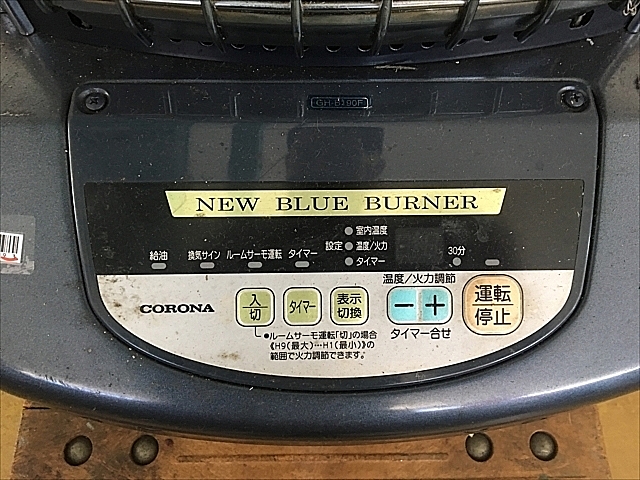 GH-B190F
NEW BLUE BURNER
給油 換気サイン ルームサーモ運転 タイマー
設定
室内温度
温度/火力
タイマー
30分
温度/火力調節
CORONA
入
切
タイマー
表示
切換
− +
運転
停止
タイマー合せ
●ルームサーモ運転「切」の場合
《H9(最大)…H1(最小)》の
範囲で火力調節できます。